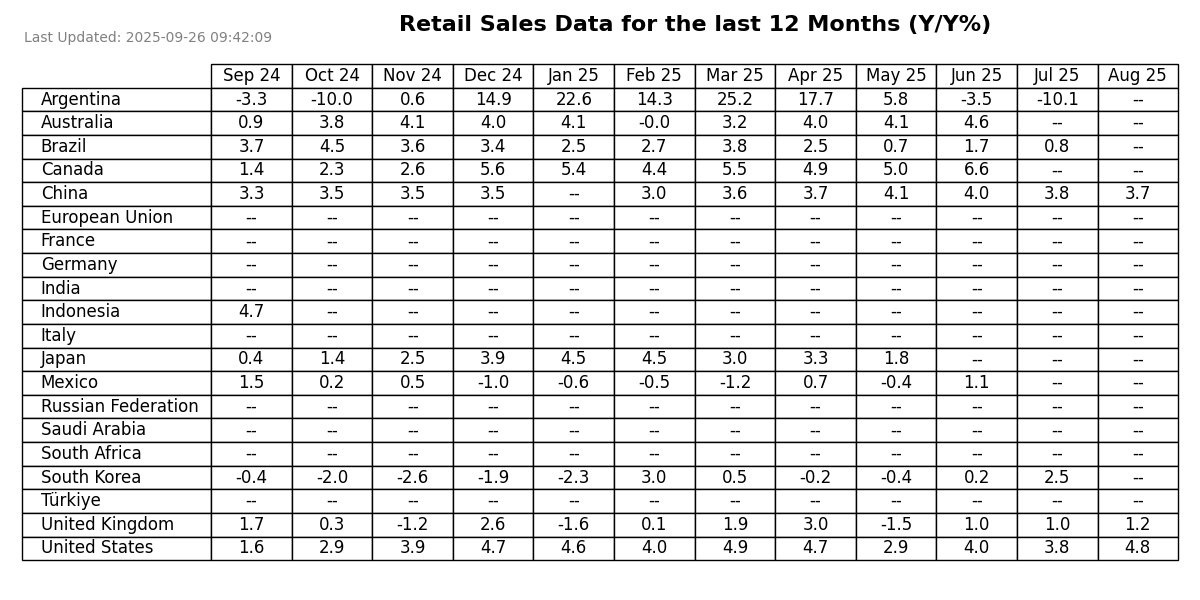 Retail Sales Data for the last 12 Months (Y/Y%)
Last Updated: 2025-09-26 09:42:09
Sep 24 Oct 24 Nov 24 Dec 24 Jan 25 Feb 25 Mar 25 Apr 25 May 25 Jun 25 Jul 25 Aug 25
Argentina -3.3 -10.0 0.6 14.9 22.6 14.3 25.2 17.7 5.8 -3.5 -10.1 --
Australia 0.9 3.8 4.1 4.0 4.1 -0.0 3.2 4.0 4.1 4.6 -- --
Brazil 3.7 4.5 3.6 3.4 2.5 2.7 3.8 2.5 0.7 1.7 0.8 --
Canada 1.4 2.3 2.6 5.6 5.4 4.4 5.5 4.9 5.0 6.6 -- --
China 3.3 3.5 3.5 3.5 -- 3.0 3.6 3.7 4.1 4.0 3.8 3.7
European Union -- -- -- -- -- -- -- -- -- -- -- --
France -- -- -- -- -- -- -- -- -- -- -- --
Germany -- -- -- -- -- -- -- -- -- -- -- --
India -- -- -- -- -- -- -- -- -- -- -- --
Indonesia 4.7 -- -- -- -- -- -- -- -- -- -- --
Italy -- -- -- -- -- -- -- -- -- -- -- --
Japan 0.4 1.4 2.5 3.9 4.5 4.5 3.0 3.3 1.8 -- -- --
Mexico 1.5 0.2 0.5 -1.0 -0.6 -0.5 -1.2 0.7 -0.4 1.1 -- --
Russian Federation -- -- -- -- -- -- -- -- -- -- -- --
Saudi Arabia -- -- -- -- -- -- -- -- -- -- -- --
South Africa -- -- -- -- -- -- -- -- -- -- -- --
South Korea -0.4 -2.0 -2.6 -1.9 -2.3 3.0 0.5 -0.2 -0.4 0.2 2.5 --
Türkiye -- -- -- -- -- -- -- -- -- -- -- --
United Kingdom 1.7 0.3 -1.2 2.6 -1.6 0.1 1.9 3.0 -1.5 1.0 1.0 1.2
United States 1.6 2.9 3.9 4.7 4.6 4.0 4.9 4.7 2.9 4.0 3.8 4.8